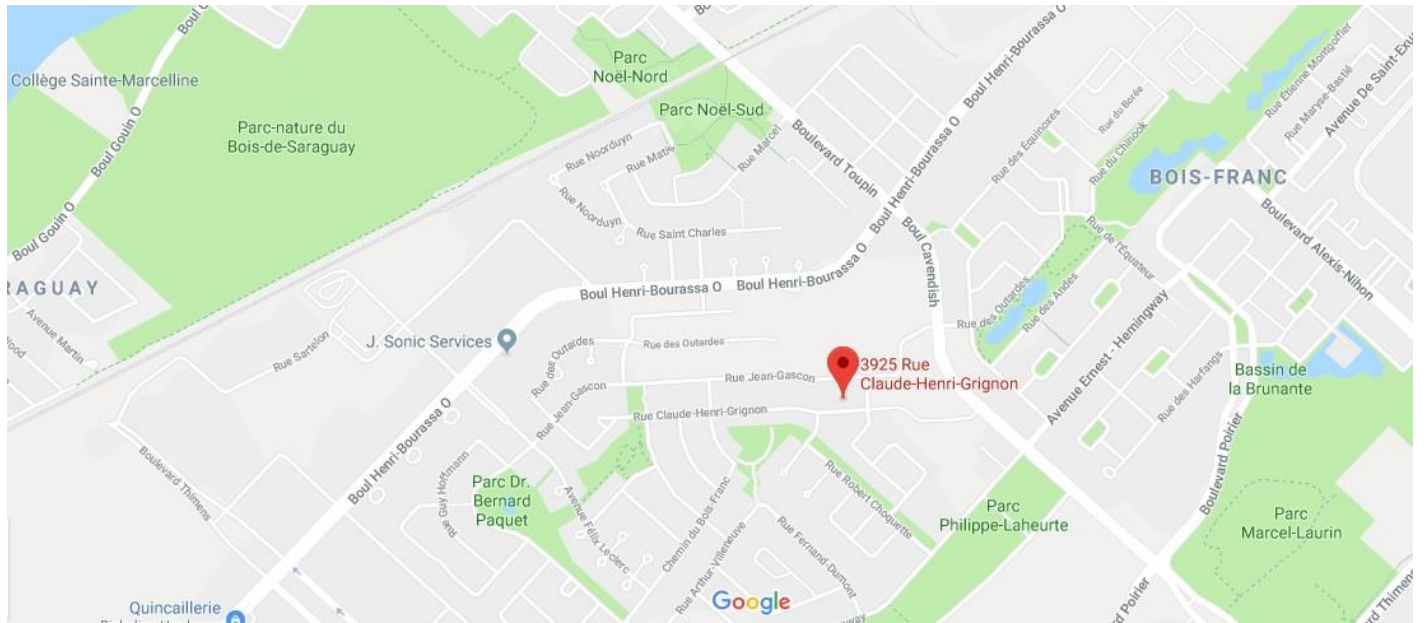 Collège Sainte-Marcelline
Boul Gouin O
Boul Gouin O
Parc-nature du
Bois-de-Saraguay
Parc
Noël-Nord
Parc Noël-Sud
Rue Noorduyn
Rue Marcel
Boulevard Toupin
Boul Henri-Bourassa O
Boul Henri-Bourassa O
Rue des Équinoxes
Rue du Borée
Rue du Chinook
Rue Étienne Montgolfier
Rue Maryse-Bastié
BOIS-FRANC
Rue Noorduyn
Rue Saint Charles
Boul Gouin O
RAGUAY
Avenue Martin
Rue Sartelon
Boul Henri-Bourassa O
Boul Henri-Bourassa O
Boul Cavendish
Rue de l'Équateur
Boulevard Alexis-Nihon
J. Sonic Services
Rue des Outardes
Rue des Outardes
Rue des Outardes
Rue des Andes
Avenue Ernest - Hemingway
3925 Rue
Claude-Henri-Grignon
Rue Jean-Gascon
Rue Jean-Gascon
Rue Claude-Henri-Grignon
Rue des Harfangs
Bassin de
la Brunante
Boul Henri-Bourassa O
Boulevard Thimens
Rue Guy Hoffmann
Parc Dr.
Bernard
Paquet
Avenue Félix Leclerc
Chemin du Bois-Franc
Rue Arthur-Villeneuve
Rue Fernand-Dumont
Rue Robert Choquette
Parc
Philippe-Laheurte
Boulevard Poirier
Parc
Marcel-Laurin
Quincaillerie
Google